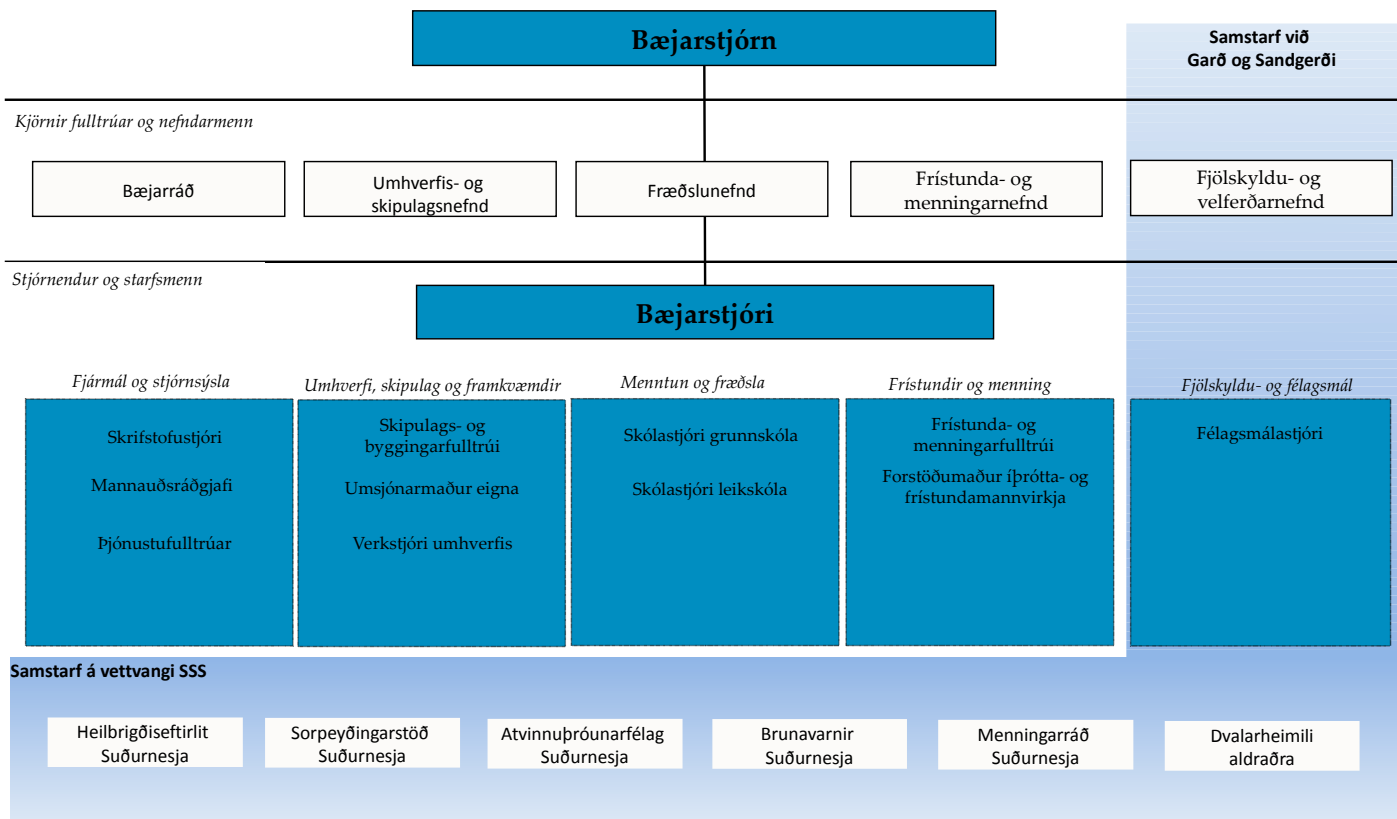 Bæjarstjórn
Samstarf við
Garð og Sandgerði
Kjörnir fulltrúar og nefndarmenn
Bæjarráð
Umhverfis- og
skipulagsnefnd
Fræðslunefnd
Frístunda- og
menningarnefnd
Fjölskyldu- og
velferðarnefnd
Stjórnendur og starfsmenn
Bæjarstjóri
Fjármál og stjórnsýsla
Umhverfi, skipulag og framkvæmdir
Menntun og fræðsla
Frístundir og menning
Fjölskyldu- og félagsmál
Skrifstofustjóri
Mannauðsráðgjafi
Þjónustufulltrúar
Skipulags- og
byggingarfulltrúi
Umsjónarmaður eigna
Verkstjóri umhverfis
Skólastjóri grunnskóla
Skólastjóri leikskóla
Frístunda- og
menningarfulltrúi
Forstöðumaður íþrótta- og
frístundamannvirkja
Félagsmálastjóri
Samstarf á vettvangi SSS
Heilbrigðiseftirlit
Suðurnesja
Sorpeyðingarstöð
Suðurnesja
Atvinnuþróunarfélag
Suðurnesja
Brunavarnir
Suðurnesja
Menningarráð
Suðurnesja
Dvalarheimili
aldraðra